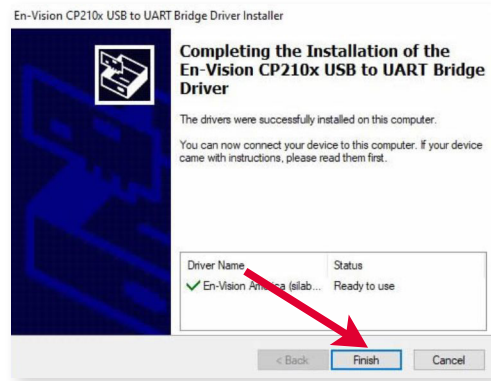 En-Vision CP210x USB to UART Bridge Driver Installer
Completing the Installation of the
En-Vision CP210x USB to UART Bridge
Driver
The drivers were successfully installed on this computer.
You can now connect your device to this computer. If your device
came with instructions, please read them first.
Driver Name Status
En-Vision America (silab... Ready to use
< Back Finish Cancel